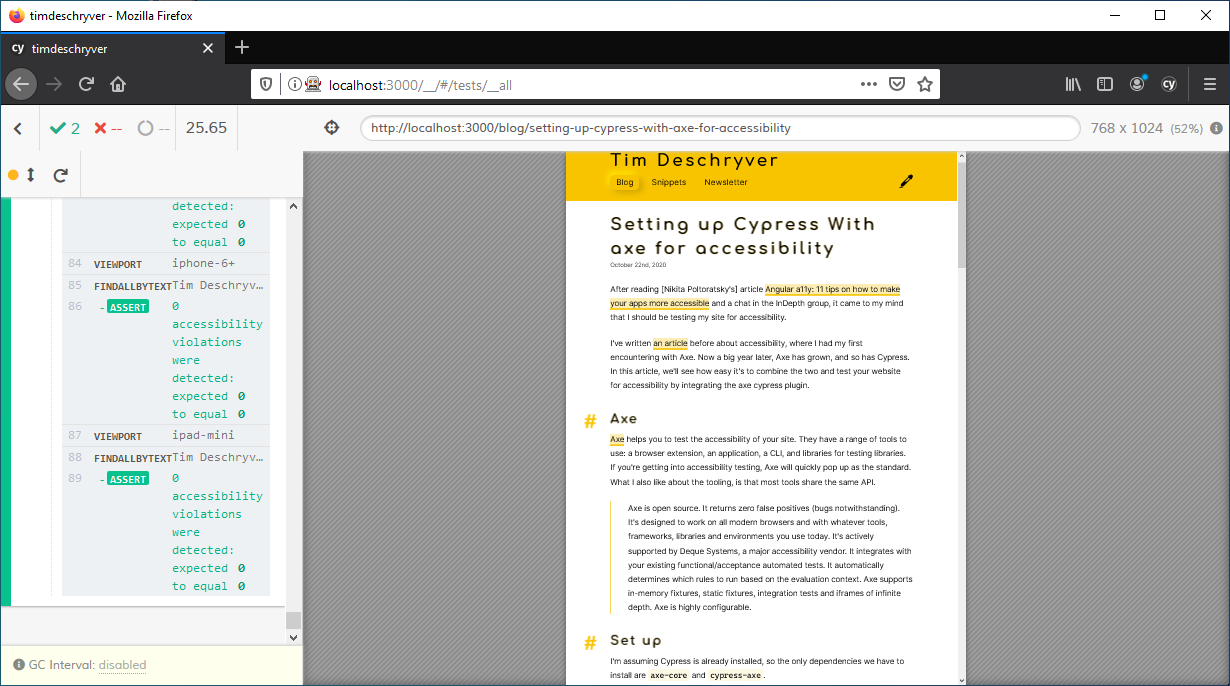 timdeschryver - Mozilla Firefox
cy timdeschryver
localhost:3000/__/#/tests/__all
cy
2 -- -- 25.65
http://localhost:3000/blog/setting-up-cypress-with-axe-for-accessibility
768 x 1024 (52%)
detected:
expected 0
to equal 0
84 VIEWPORT iphone-6+
85 FINDALLBYTEXT Tim Deschryv…
86 -ASSERT 0
accessibility
violations
were
detected:
expected 0
to equal 0
87 VIEWPORT ipad-mini
88 FINDALLBYTEXT Tim Deschryv…
89 -ASSERT 0
accessibility
violations
were
detected:
expected 0
to equal 0
GC Interval: disabled
Tim Deschryver
Blog Snippets Newsletter
Setting up Cypress With
axe for accessibility
October 22nd, 2020
After reading [Nikita Poltoratsky's] article Angular a11y: 11 tips on how to make
your apps more accessible and a chat in the InDepth group, it came to my mind
that I should be testing my site for accessibility.
I've written an article before about accessibility, where I had my first
encountering with Axe. Now a big year later, Axe has grown, and so has Cypress.
In this article, we'll see how easy it's to combine the two and test your website
for accessibility by integrating the axe cypress plugin.
# Axe
Axe helps you to test the accessibility of your site. They have a range of tools to
use: a browser extension, an application, a CLI, and libraries for testing libraries.
If you're getting into accessibility testing, Axe will quickly pop up as the standard.
What I also like about the tooling, is that most tools share the same API.
Axe is open source. It returns zero false positives (bugs notwithstanding).
It's designed to work on all modern browsers and with whatever tools,
frameworks, libraries and environments you use today. It's actively
supported by Deque Systems, a major accessibility vendor. It integrates with
your existing functional/acceptance automated tests. It automatically
determines which rules to run based on the evaluation context. Axe supports
in-memory fixtures, static fixtures, integration tests and iframes of infinite
depth. Axe is highly configurable.
# Set up
I'm assuming Cypress is already installed, so the only dependencies we have to
install are axe-core and cypress-axe.